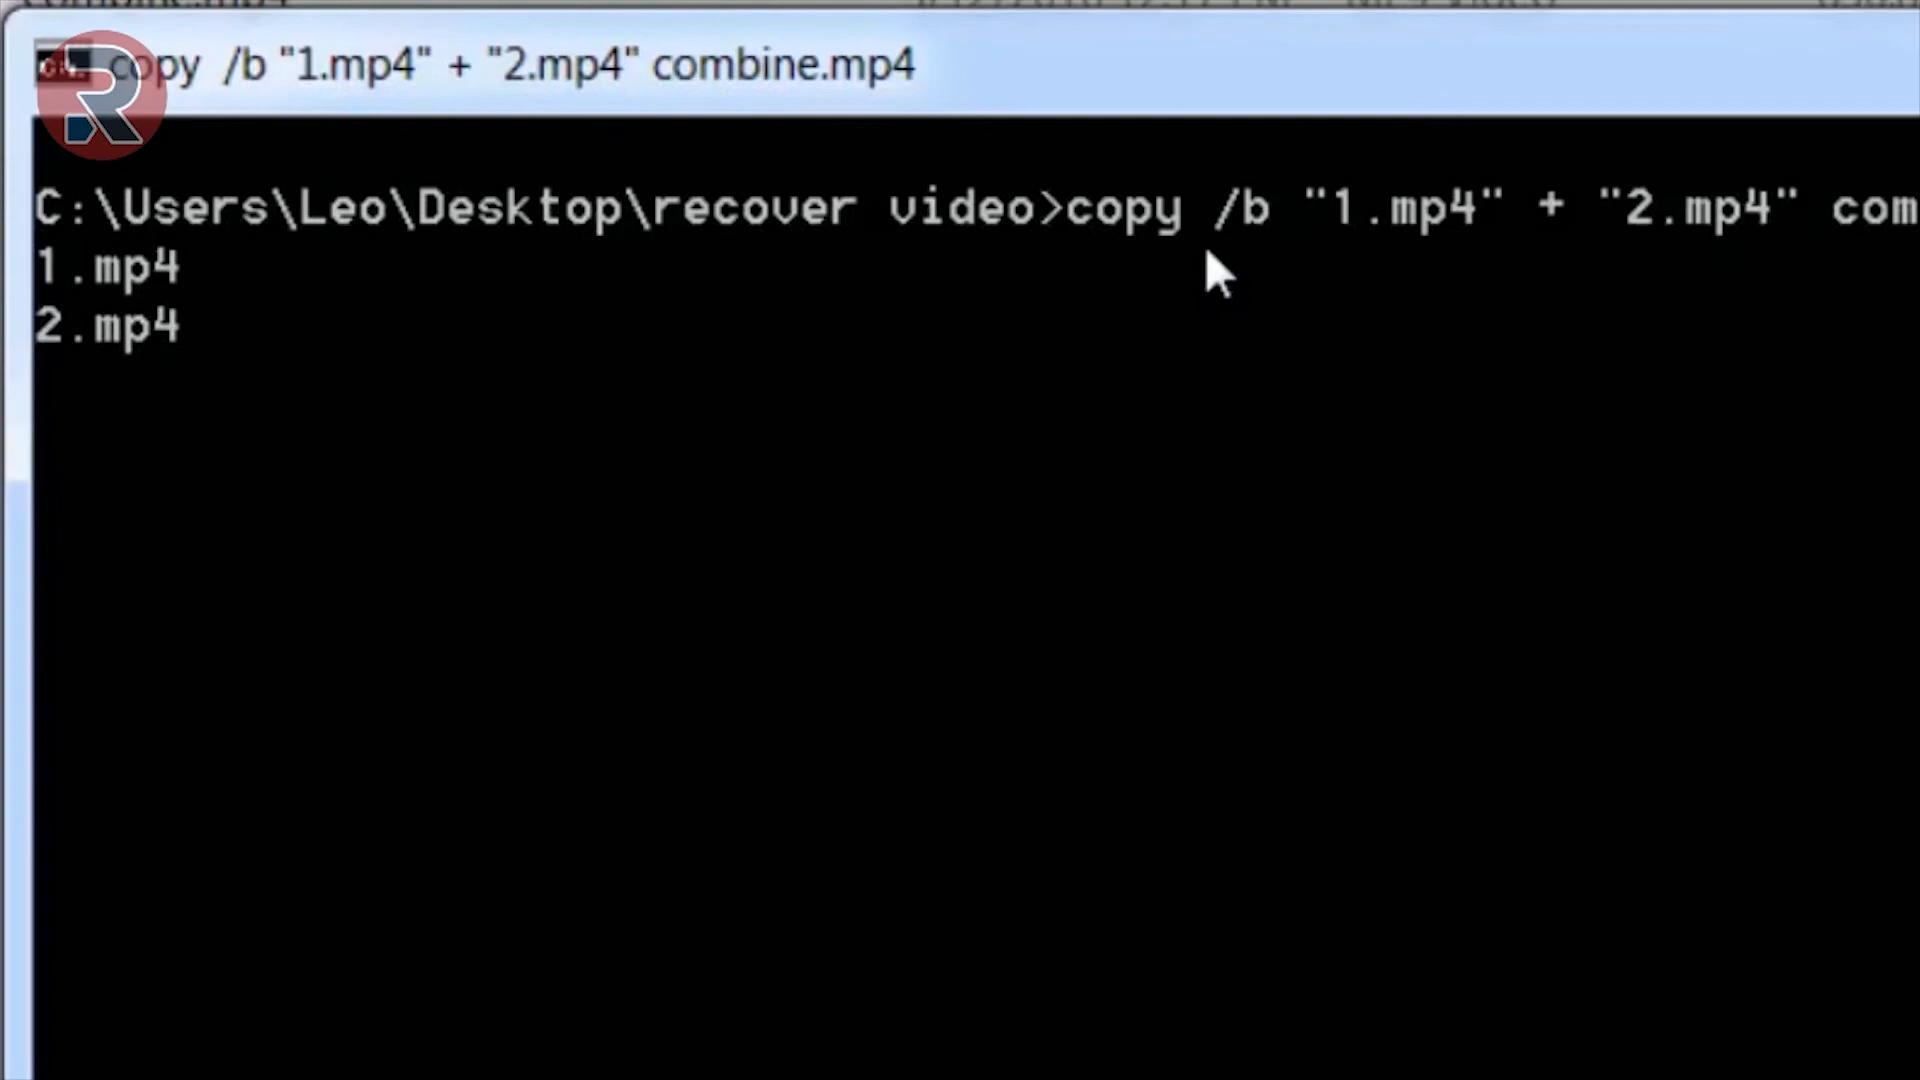 copy /b "1.mp4" + "2.mp4" combine.mp4
C:\Users\Leo\Desktop\recover video>copy /b "1.mp4" + "2.mp4" com
1.mp4
2.mp4